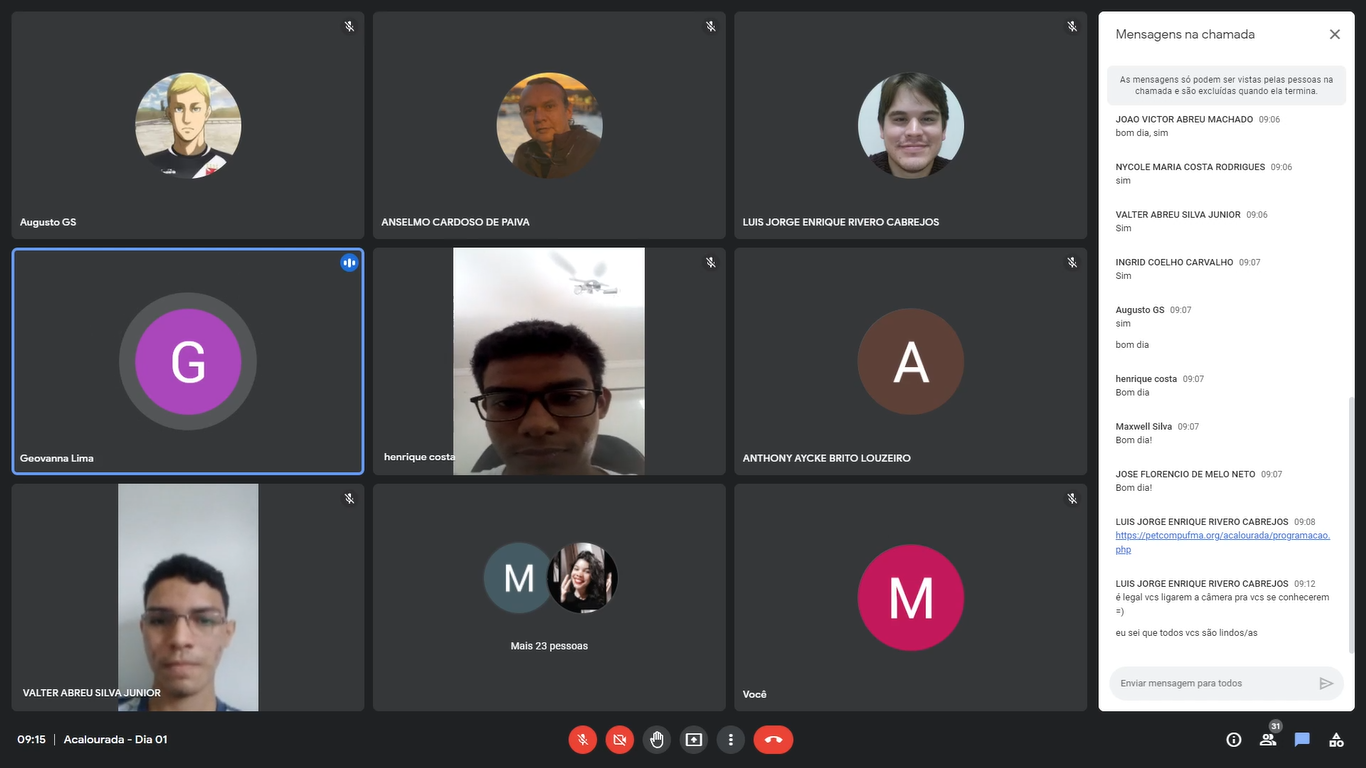 Augusto GS
ANSELMO CARDOSO DE PAIVA
LUIS JORGE ENRIQUE RIVERO CABREJOS
G
Geovanna Lima
henrique costa
A
ANTHONY AYCKE BRITO LOUZEIRO
VALTER ABREU SILVA JUNIOR
M
Mais 23 pessoas
M
Você
Mensagens na chamada
As mensagens só podem ser vistas pelas pessoas na
chamada e são excluídas quando ela termina.
JOAO VICTOR ABREU MACHADO 09:06
bom dia, sim
NYCOLE MARIA COSTA RODRIGUES 09:06
sim
VALTER ABREU SILVA JUNIOR 09:06
Sim
INGRID COELHO CARVALHO 09:07
Sim
Augusto GS 09:07
sim
bom dia
henrique costa 09:07
Bom dia
Maxwell Silva 09:07
Bom dia!
JOSE FLORENCIO DE MELO NETO 09:07
Bom dia!
LUIS JORGE ENRIQUE RIVERO CABREJOS 09:08
https://petcompufma.org/acalourada/programacao.
php
LUIS JORGE ENRIQUE RIVERO CABREJOS 09:12
é legal vcs ligarem a câmera pra vcs se conhecerem
=)
eu sei que todos vcs são lindos/as
Enviar mensagem para todos
09:15 | Acalourada - Dia 01
31